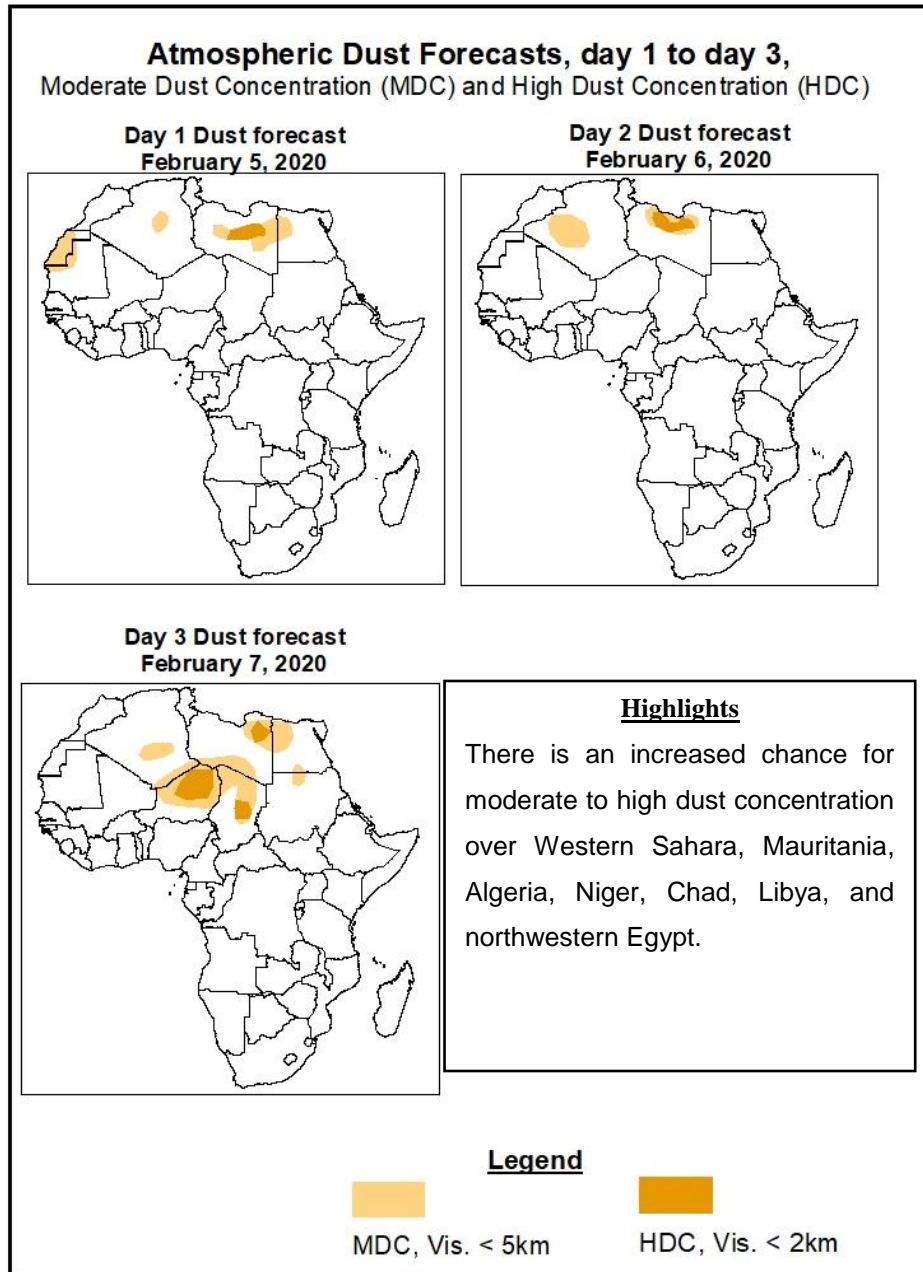 Atmospheric Dust Forecasts, day 1 to day 3,
Moderate Dust Concentration (MDC) and High Dust Concentration (HDC)
Day 1 Dust forecast
February 5, 2020
Day 2 Dust forecast
February 6, 2020
Day 3 Dust forecast
February 7, 2020
Highlights
There is an increased chance for
moderate to high dust concentration
over Western Sahara, Mauritania,
Algeria, Niger, Chad, Libya, and
northwestern Egypt.
Legend
MDC, Vis. < 5km
HDC, Vis. < 2km